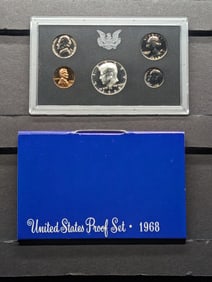 United States Proof Set · 1968